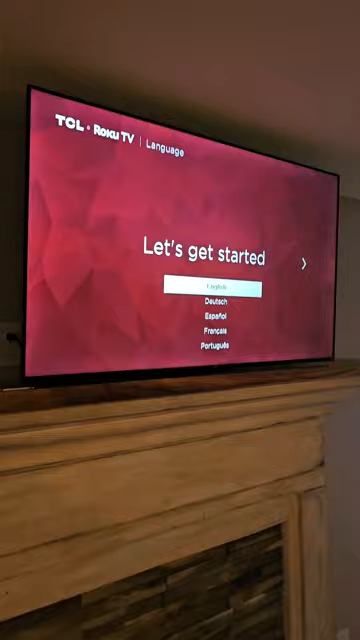 TCL • Roku TV | Language
Let's get started
English
Deutsch
Español
Français
Português